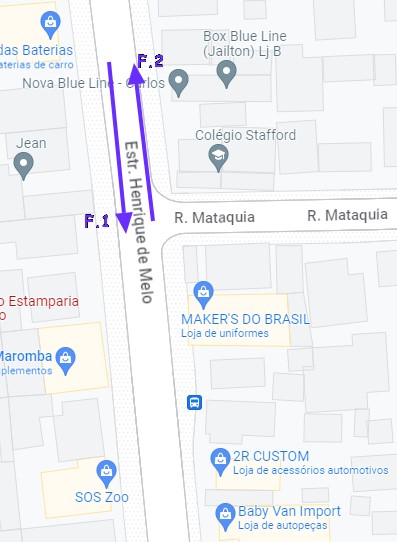 das Baterias
aterias de carro
F.2
Box Blue Line
(Jailton) Lj B
Nova Blue Line - Carlos
Jean
Colégio Stafford
Estr. Henrique de Melo
F.1
R. Mataquia
R. Mataquia
o Estamparia
o
MAKER'S DO BRASIL
Loja de uniformes
Maromba
plementos
2R CUSTOM
Loja de acessórios automotivos
SOS Zoo
Baby Van Import
Loja de autopeças